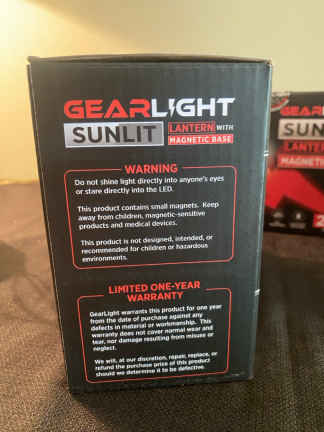 GEARLIGHT
SUNLIT LANTERN WITH
MAGNETIC BASE
WARNING
Do not shine light directly into anyone's eyes
or stare directly into the LED.
This product contains small magnets. Keep
away from children, magnetic-sensitive
products and medical devices.
This product is not designed, intended, or
recommended for children or hazardous
environments.
LIMITED ONE-YEAR
WARRANTY
GearLight warrants this product for one year
from the date of purchase against any
defects in material or workmanship. This
warranty does not cover normal wear and
tear, nor damage resulting from misuse or
neglect.
We will, at our discretion, repair, replace, or
refund the purchase price of this product
should we determine it to be defective.
GEARL
SUN
LANTE
MAGNETIC
2